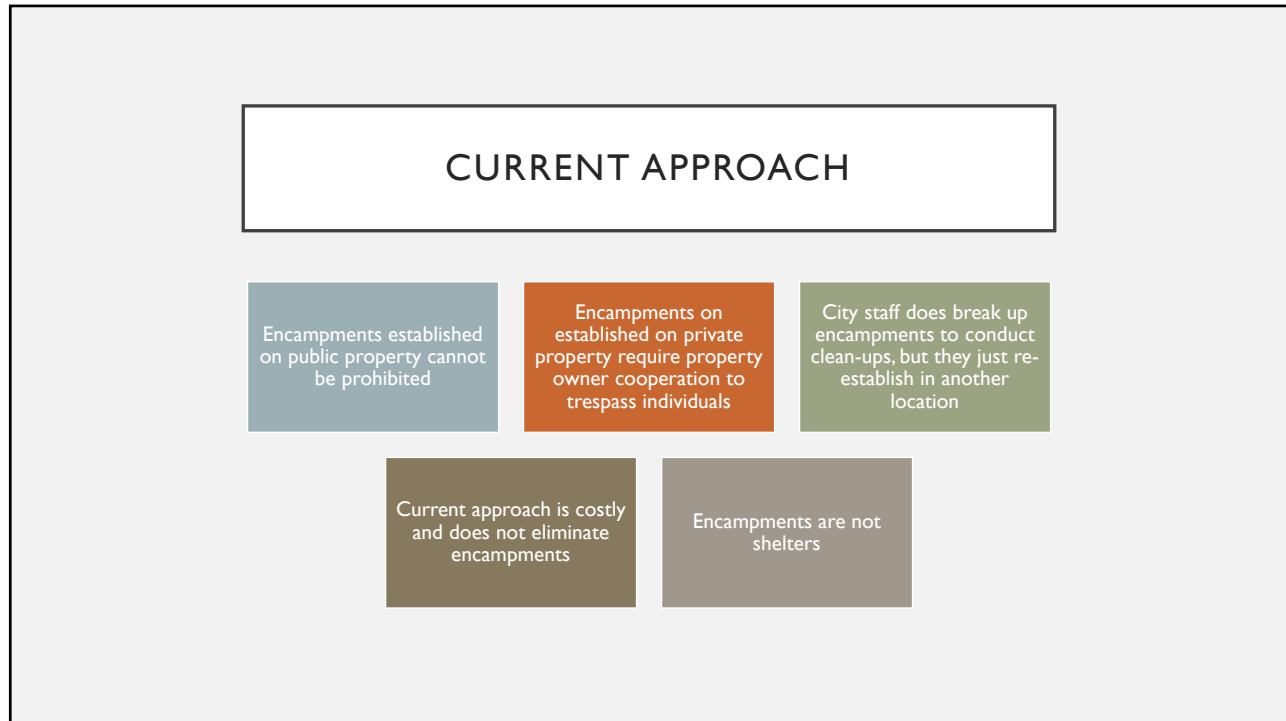 CURRENT APPROACH
Encampments established
on public property cannot
be prohibited
Encampments on
established on private
property require property
owner cooperation to
trespass individuals
City staff does break up
encampments to conduct
clean-ups, but they just re-
establish in another
location
Current approach is costly
and does not eliminate
encampments
Encampments are not
shelters